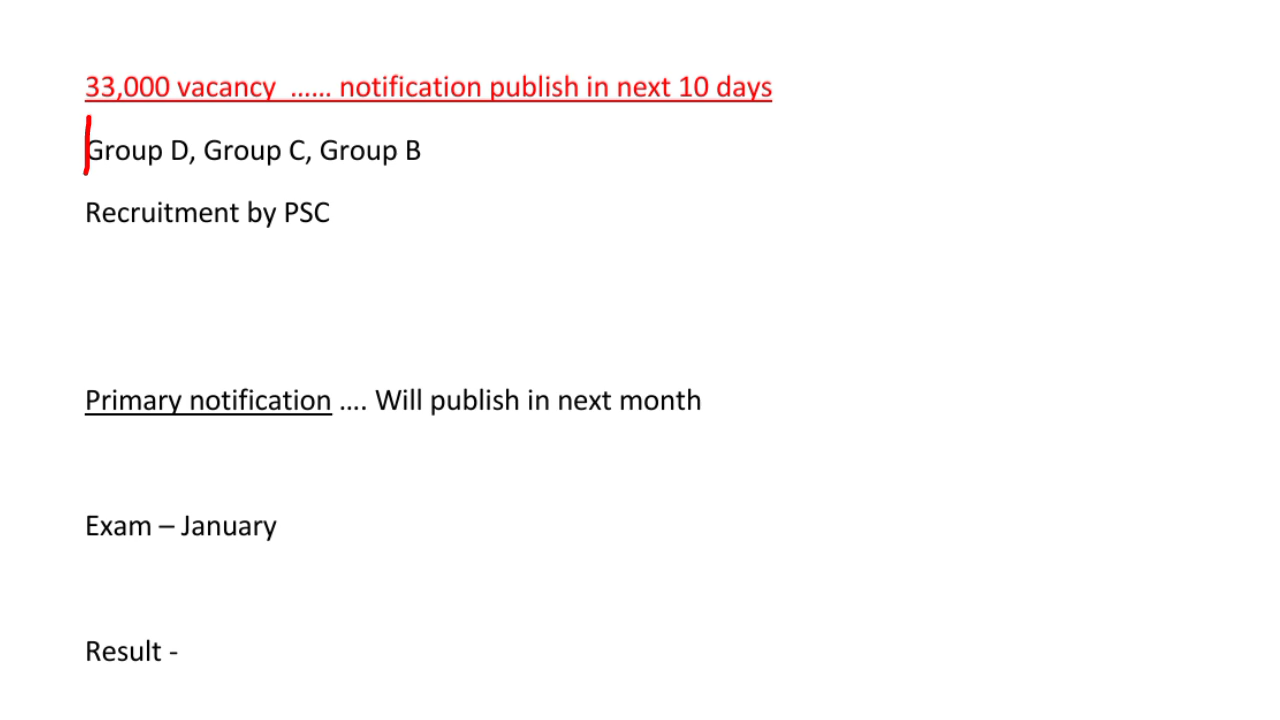 33,000 vacancy  ...... notification publish in next 10 days
Group D, Group C, Group B
Recruitment by PSC
Primary notification .... Will publish in next month
Exam – January
Result -